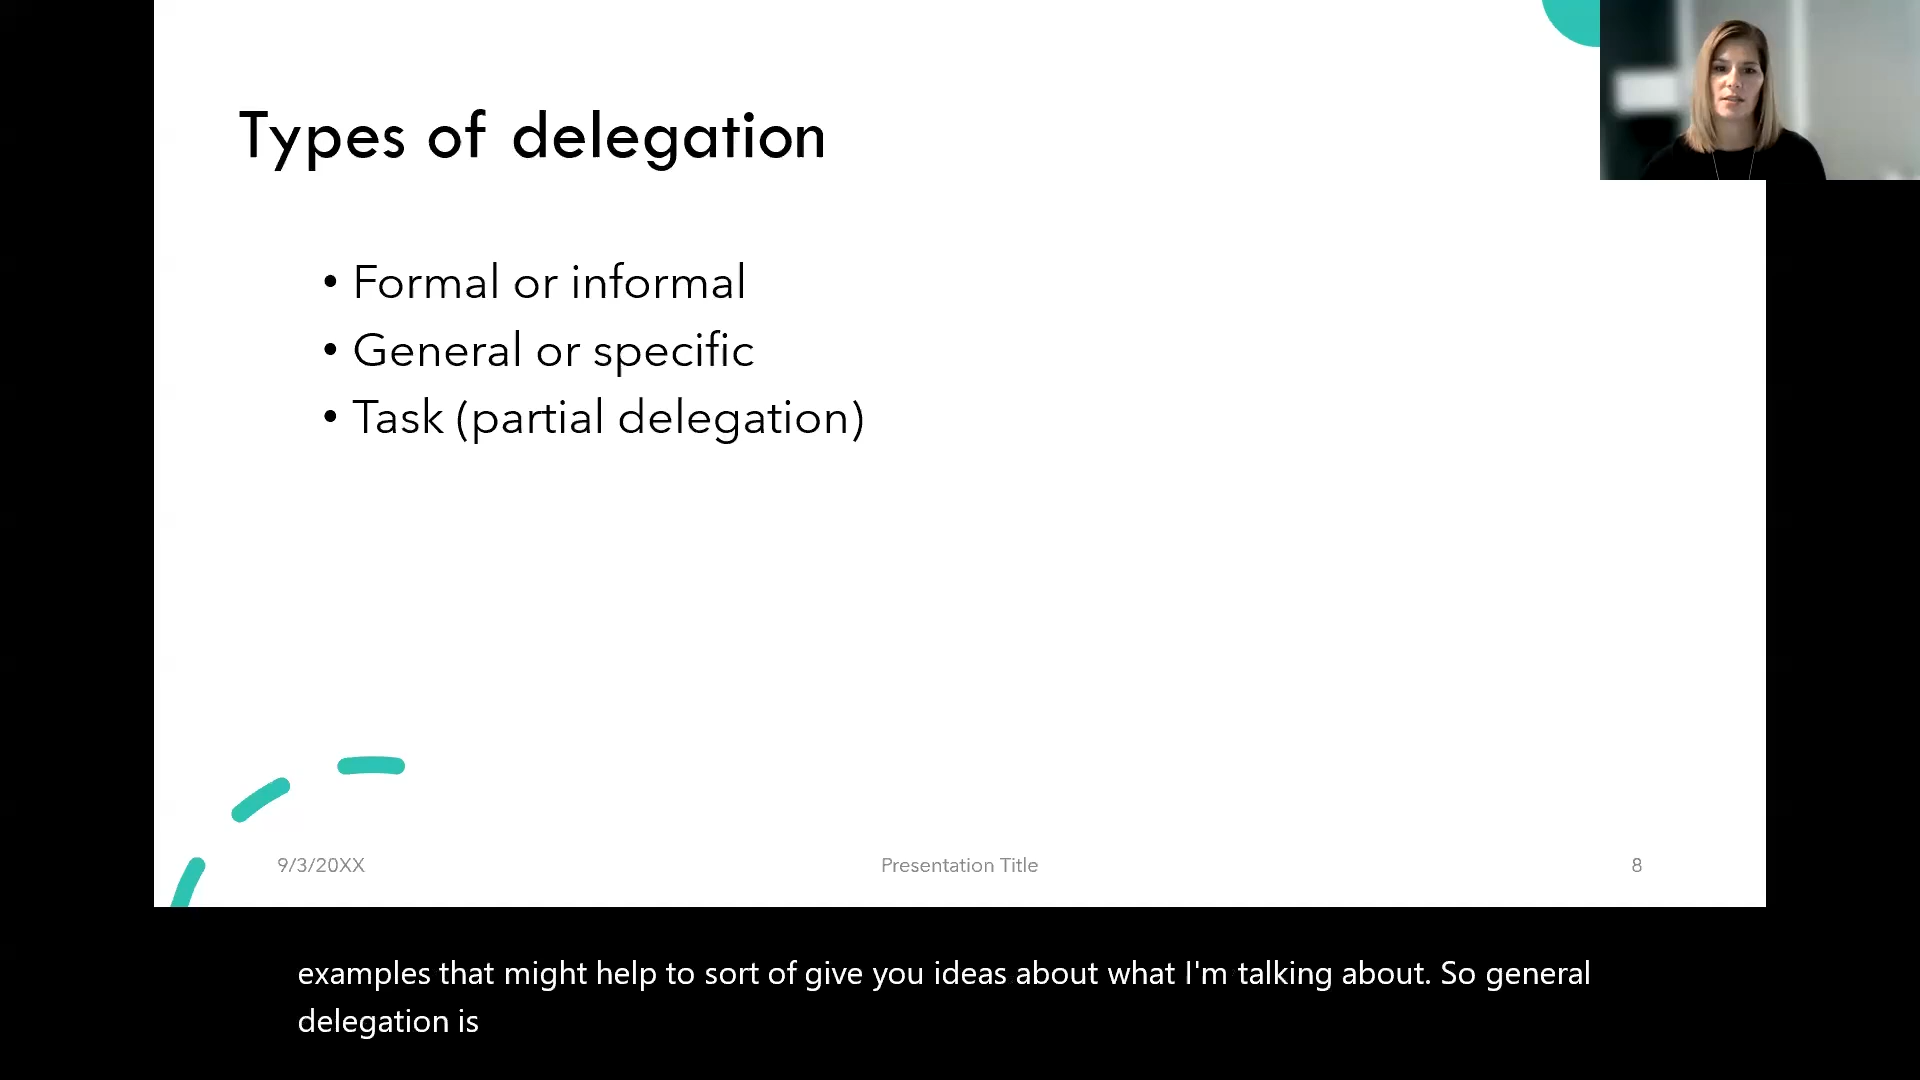 Types of delegation
• Formal or informal
• General or specific
• Task (partial delegation)
9/3/20XX
Presentation Title
8
examples that might help to sort of give you ideas about what I'm talking about. So general
delegation is